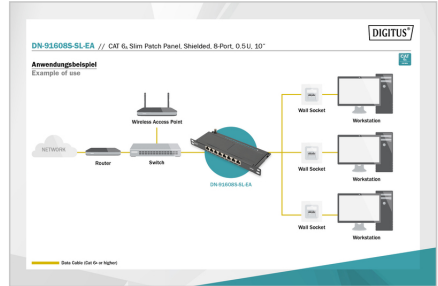 DIGITUS®
DN-91608S-SL-EA // CAT 6A Slim Patch Panel, Shielded, 8-Port, 0.5U, 10"
Anwendungsbeispiel
Example of use
Wireless Access Point
NETWORK
Router
Switch
DN-91608S-SL-EA
Wall Socket
Workstation
Wall Socket
Workstation
Wall Socket
Workstation
Data Cable (Cat 6A or higher)